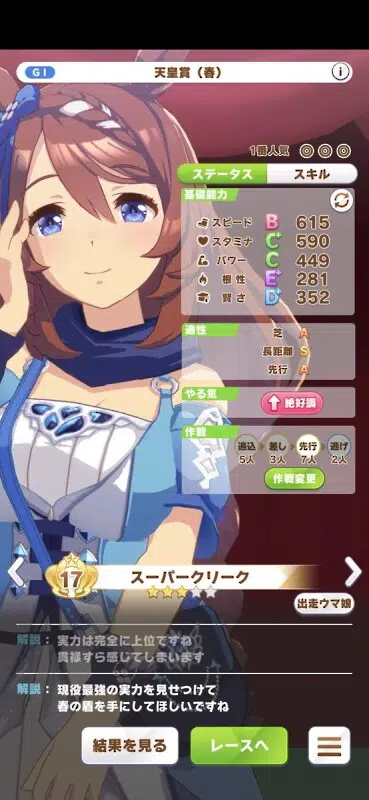 GI 天皇賞（春） i
1番人気 ◎ ◎ ◎
ステータス スキル
基礎能力
スピード B 615
スタミナ C+ 590
パワー C 449
根性 E+ 281
賢さ D+ 352
適性
芝 A
長距離 S
先行 A
やる気 絶好調
作戦
追込 差し 先行 逃げ
5人 3人 7人 2人
作戦変更
17 スーパークリーク
出走ウマ娘
解説： 実力は完全に上位ですね
貫禄すら感じてしまいます
解説： 現役最強の実力を見せつけて
春の盾を手にしてほしいですね
結果を見る レースへ